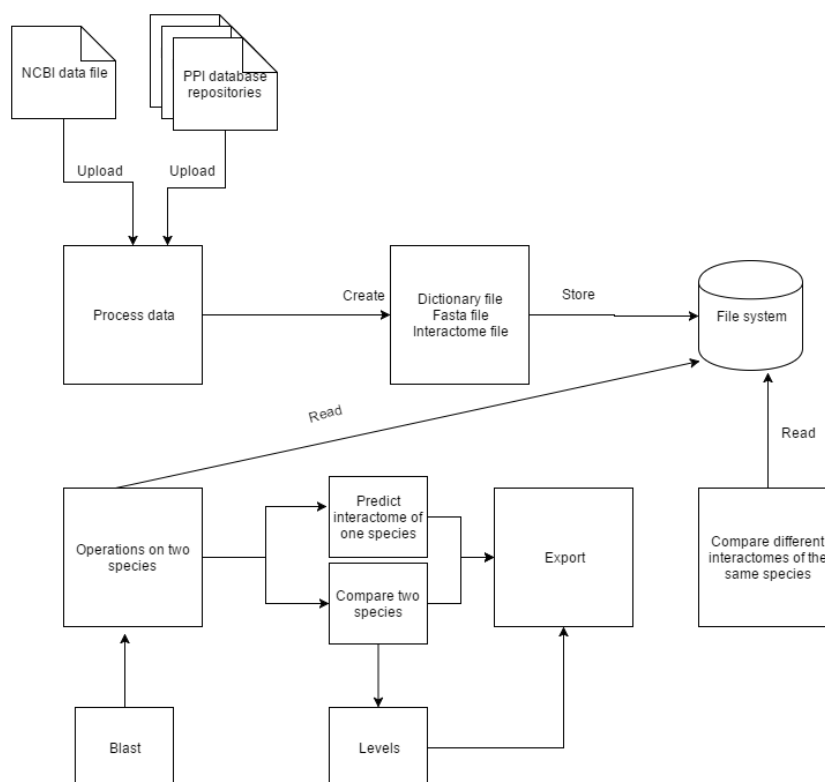 NCBI data file
PPI database
repositories
Upload
Upload
Process data
Create
Dictionary file
Fasta file
Interactome file
Store
File system
Read
Read
Operations on two
species
Predict
interactome of
one species
Compare two
species
Export
Compare different
interactomes of the
same species
Blast
Levels